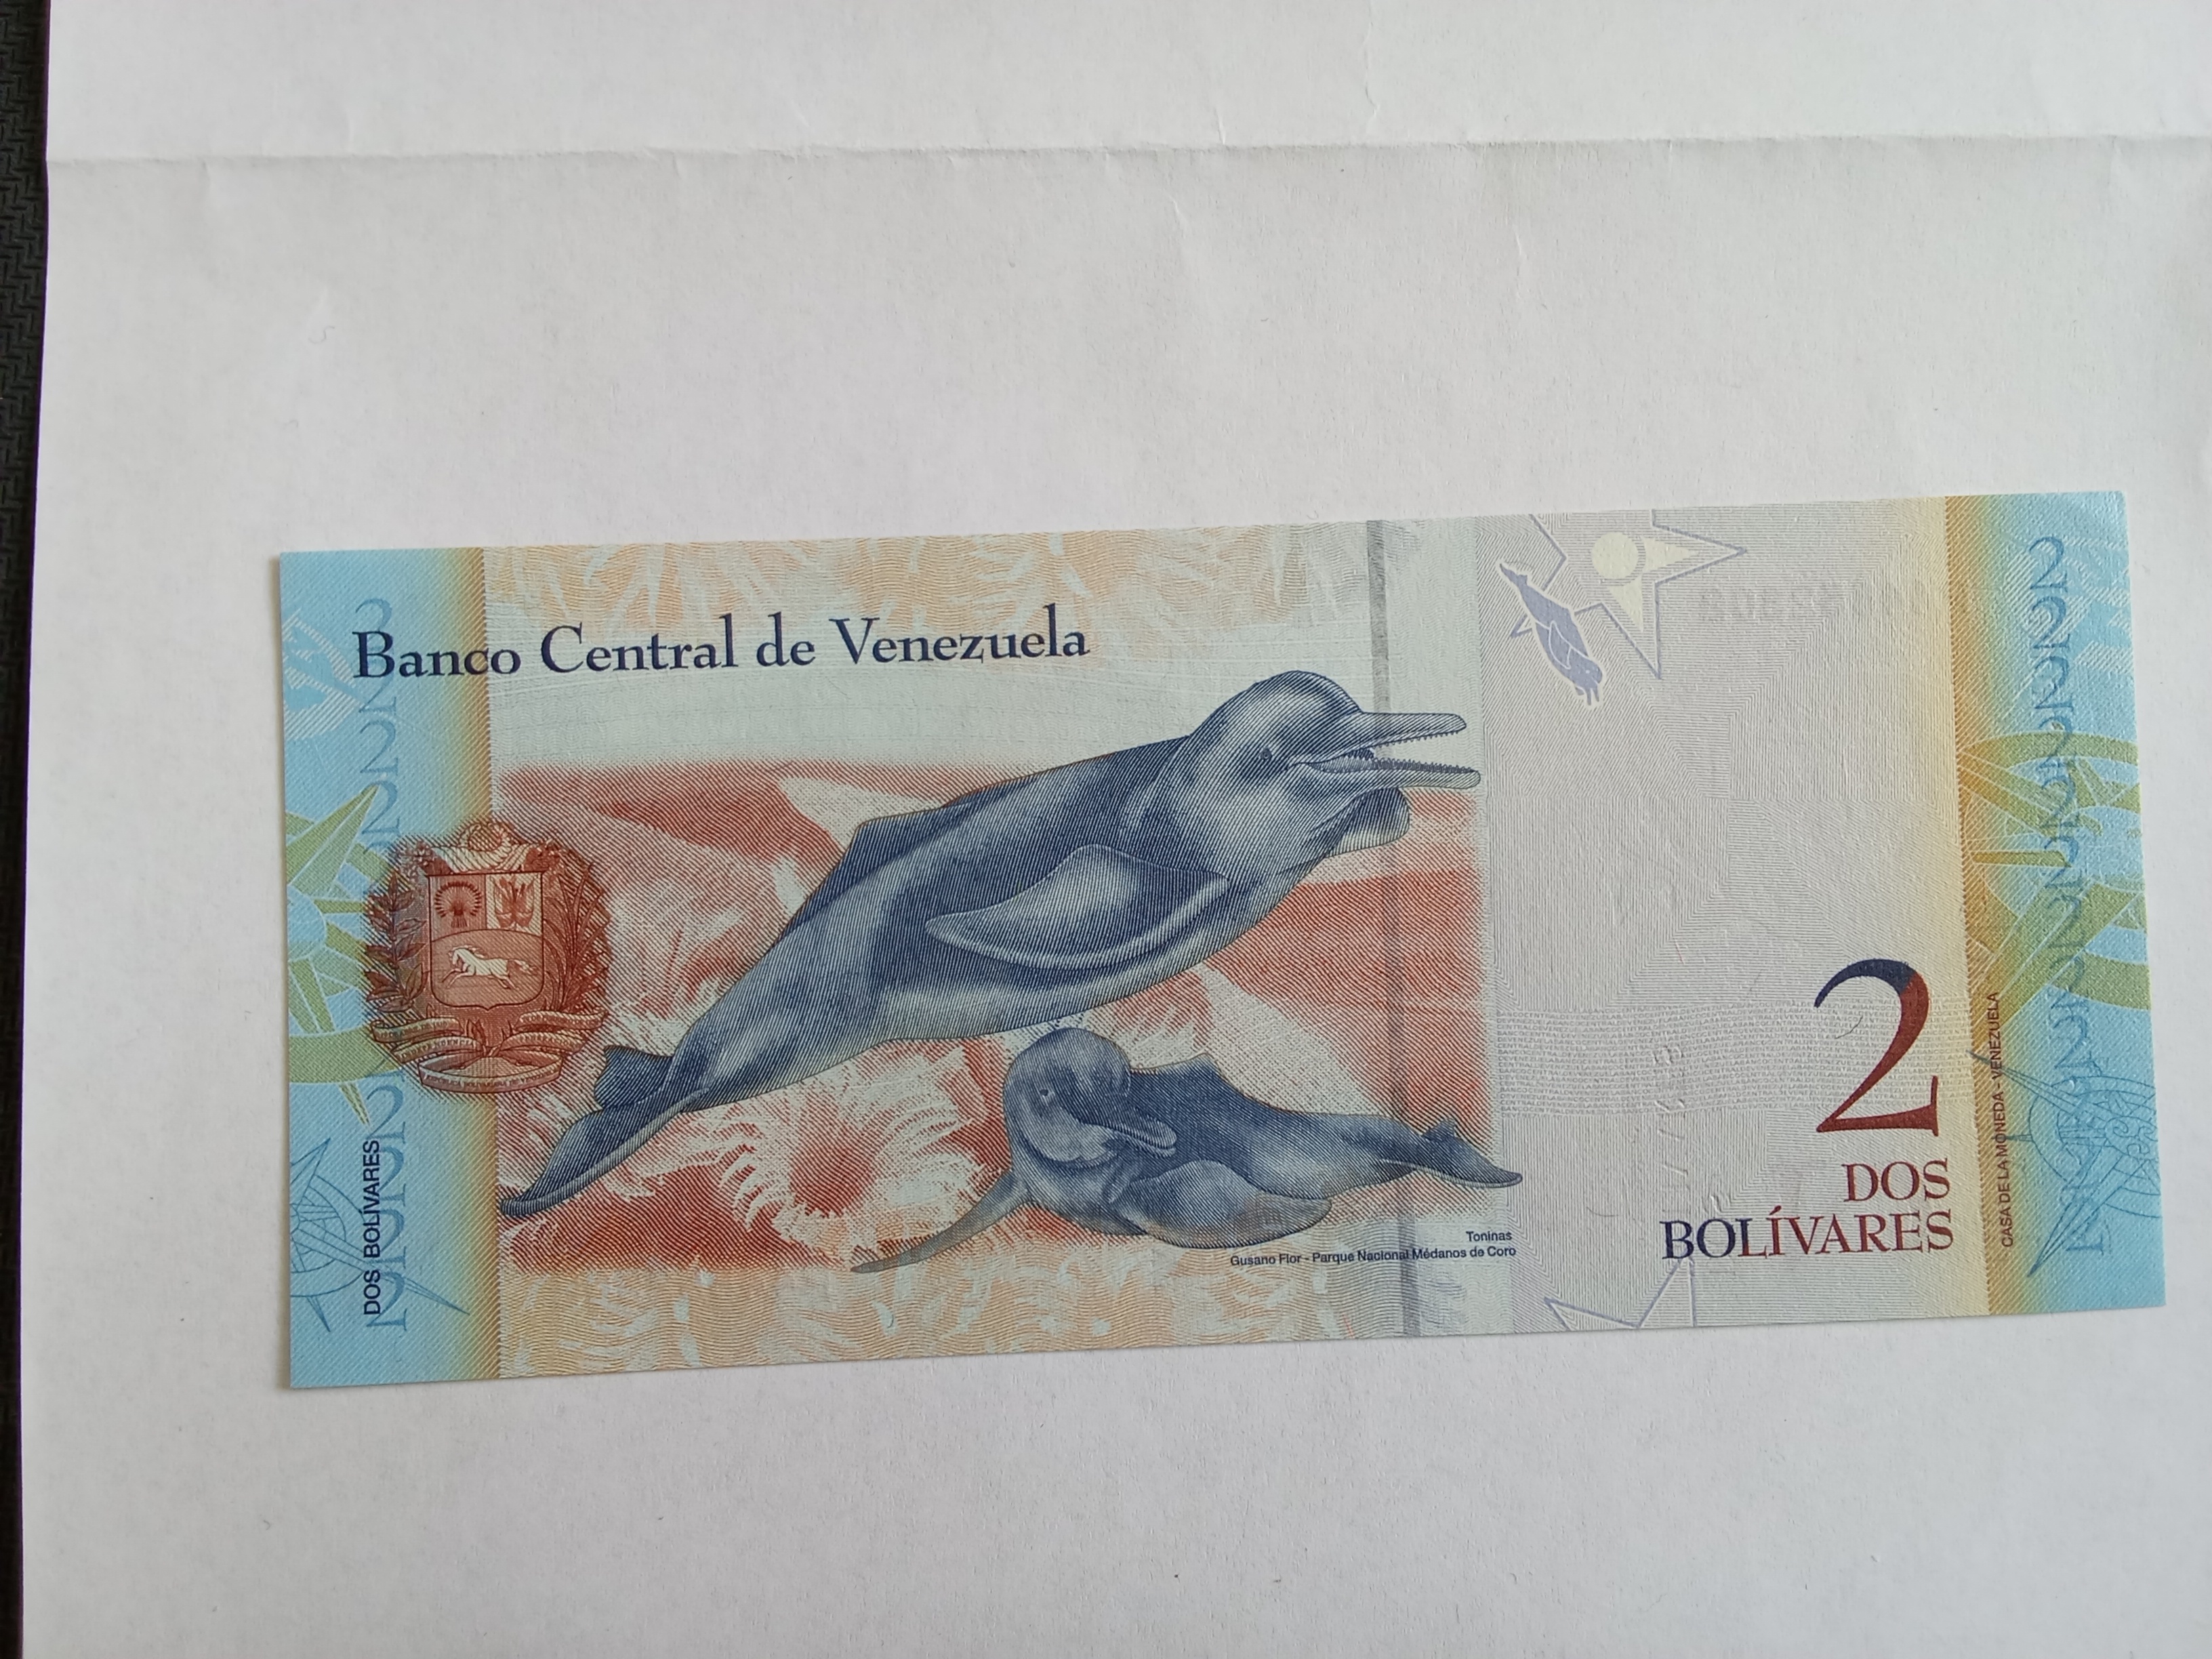 Banco Central de Venezuela
DOS BOLÍVARES
Toninas
Gusano Flor - Parque Nacional Médanos de Coro
2
DOS
BOLÍVARES
CASA DE LA MONEDA - VENEZUELA